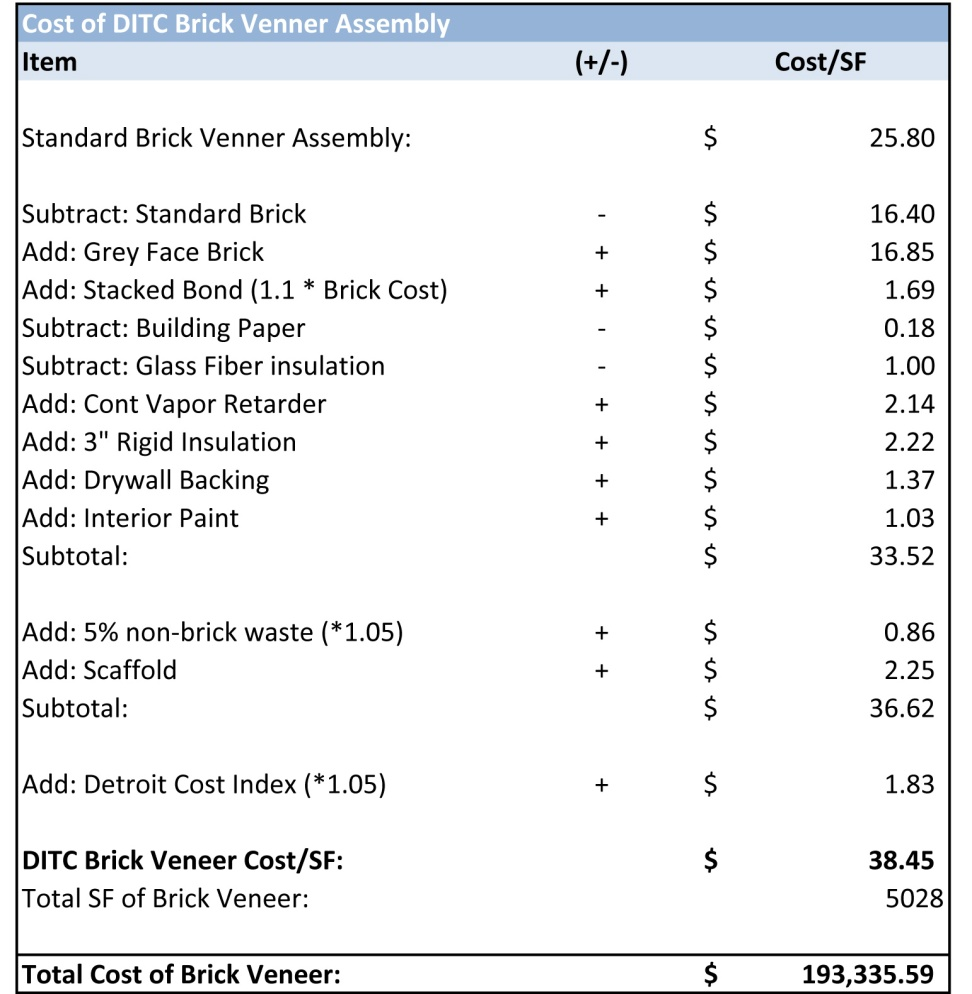 Cost of DITC Brick Venner Assembly
Item (+/-) Cost/SF
Standard Brick Venner Assembly: $ 25.80
Subtract: Standard Brick - $ 16.40
Add: Grey Face Brick + $ 16.85
Add: Stacked Bond (1.1 * Brick Cost) + $ 1.69
Subtract: Building Paper - $ 0.18
Subtract: Glass Fiber insulation - $ 1.00
Add: Cont Vapor Retarder + $ 2.14
Add: 3" Rigid Insulation + $ 2.22
Add: Drywall Backing + $ 1.37
Add: Interior Paint + $ 1.03
Subtotal: $ 33.52
Add: 5% non-brick waste (*1.05) + $ 0.86
Add: Scaffold + $ 2.25
Subtotal: $ 36.62
Add: Detroit Cost Index (*1.05) + $ 1.83
DITC Brick Veneer Cost/SF: $ 38.45
Total SF of Brick Veneer: 5028
Total Cost of Brick Veneer: $ 193,335.59